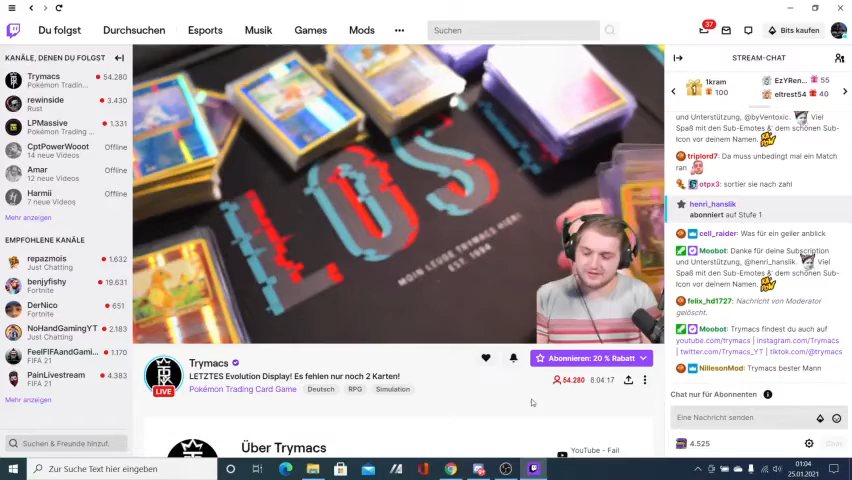 Du folgst
Durchsuchen
Esports
Musik
Games
Mods
Suchen
37
Bits kaufen
KANÄLE, DENEN DU FOLGST
Trymacs
54.280
Pokémon Tradin...
rewinside
3.430
Rust
LPMassive
1.331
Pokémon Trading ...
CptPowerWooot
Offline
14 neue Videos
Amar
Offline
12 neue Videos
Harmii
Offline
7 neue Videos
Mehr anzeigen
EMPFOHLENE KANÄLE
repazmois
1.632
Just Chatting
benjyfishy
19.631
Fortnite
DerNico
651
Fortnite
NoHandGamingYT
2.183
Just Chatting
FeelFIFAandGami...
1.170
FIFA 21
PainLivestream
4.383
FIFA 21
Mehr anzeigen
Suchen & Freunde hinzuf.
LOS
MOIN LEUDE TRYMACS HIER!
EST. 1994
LIVE
Trymacs
LETZTES Evolution Display! Es fehlen nur noch 2 Karten!
Pokémon Trading Card Game
Deutsch
RPG
Simulation
Abonnieren: 20 % Rabatt
54.280
8:04:17
Über Trymacs
YouTube - Fail
STREAM-CHAT
1
1kram
100
EzYRen...
55
eltrest54
40
und Unterstützung, @byVentoxic. Viel
Spaß mit den Sub-Emotes & dem schönen Sub-
Icon vor deinem Namen.
triplord7: Da muss unbedingt mal ein Match
ran
otpx3: sortier sie nach zahl
henri_hanslik
abonniert auf Stufe 1
cell_raider: Was für ein geiler anblick
Moobot: Danke für deine Subscription
und Unterstützung, @henri_hanslik. Viel
Spaß mit den Sub-Emotes & dem schönen Sub-
Icon vor deinem Namen.
felix_hd1727: Nachricht von Moderator
gelöscht.
Moobot: Trymacs findest du auch auf
youtube.com/trymacs | instagram.com/Trymacs
| twitter.com/Trymacs_YT | tiktok.com/@trymacs
NillesonMod: Trymacs bester Mann
Chat nur für Abonnenten
Eine Nachricht senden
4.525
Chat
Zur Suche Text hier eingeben
01:04
25.01.2021